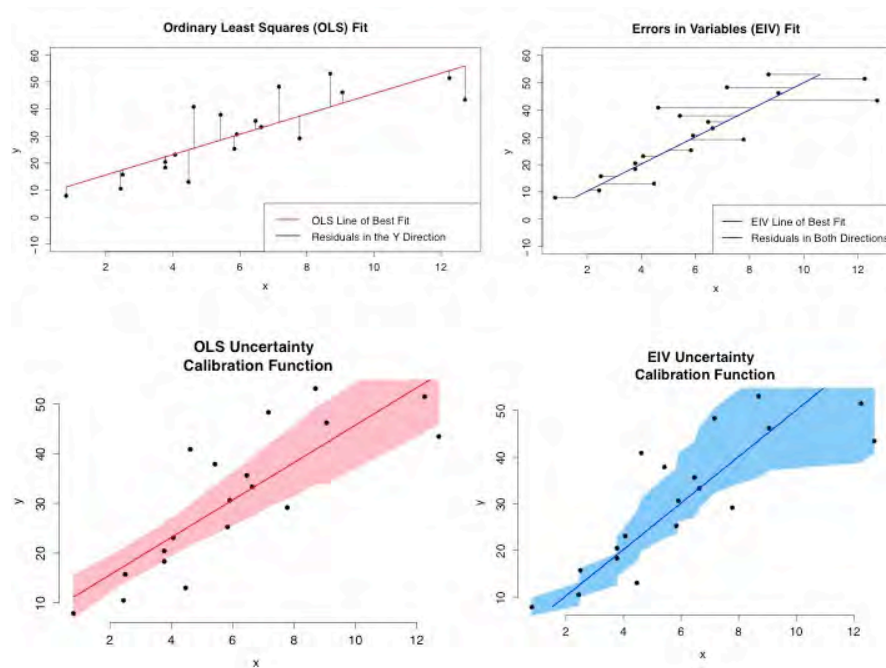 Ordinary Least Squares (OLS) Fit
60
50
40
30
20
10
0
−10
y
OLS Line of Best Fit
Residuals in the Y Direction
2 4 6 8 10 12
x
Errors in Variables (EIV) Fit
60
50
40
30
20
10
0
−10
y
EIV Line of Best Fit
Residuals in Both Directions
2 4 6 8 10 12
x
OLS Uncertainty
Calibration Function
50
40
30
20
10
y
2 4 6 8 10 12
x
EIV Uncertainty
Calibration Function
50
40
30
20
10
y
2 4 6 8 10 12
x